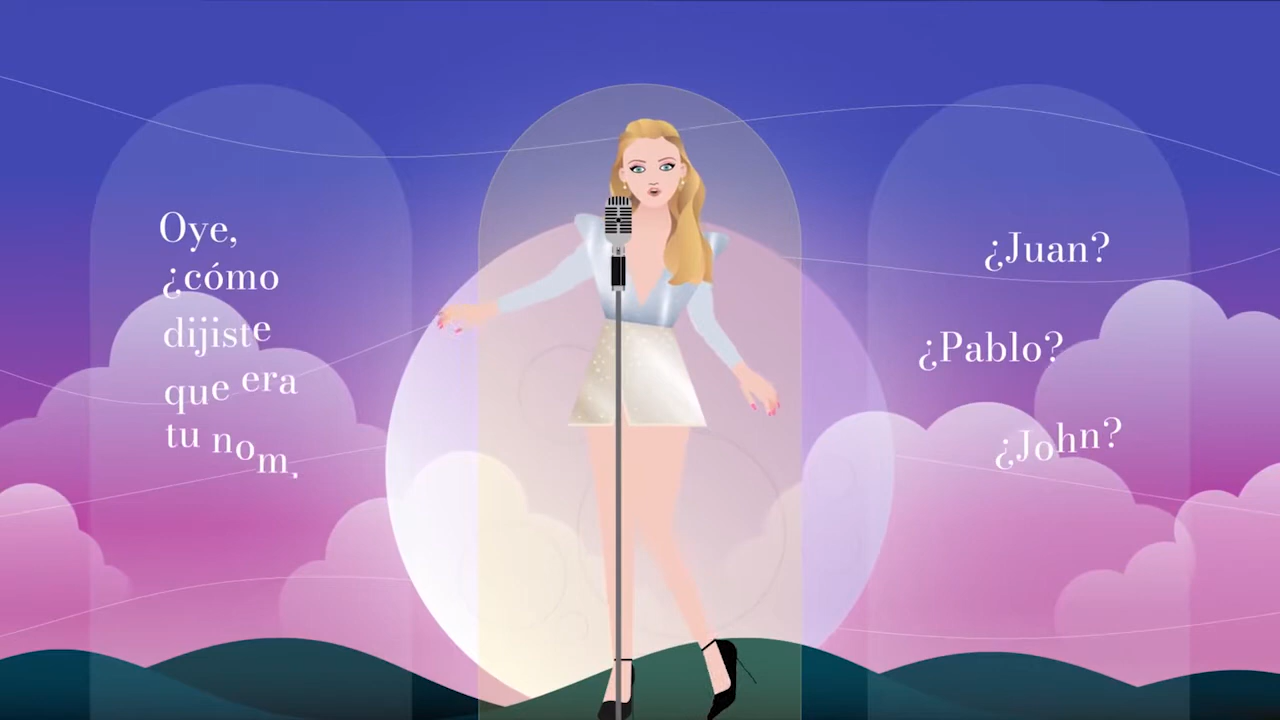 Oye,
¿cómo
dijiste
que era
tu nom.
¿Juan?
¿Pablo?
¿John?